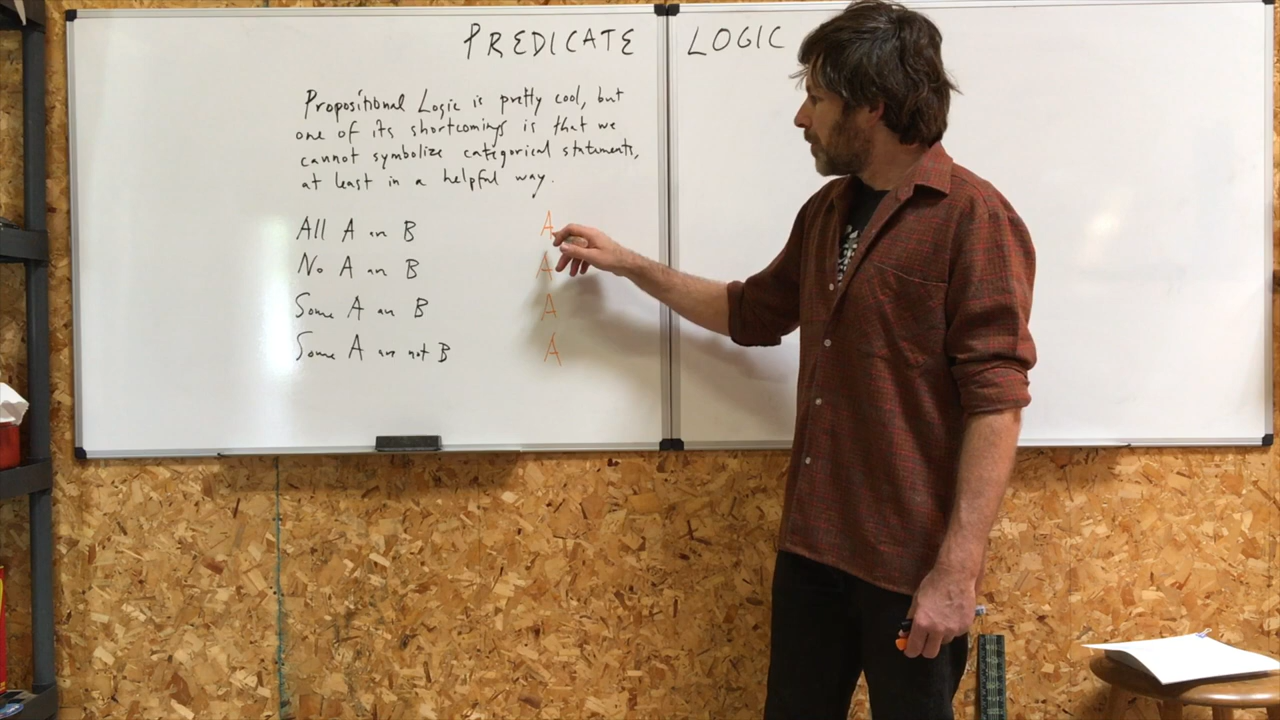 PREDICATE LOGIC
Propositional Logic is pretty cool, but
one of its shortcomings is that we
cannot symbolize categorical statements,
at least in a helpful way.
All A are B A
No A are B A
Some A are B A
Some A are not B A